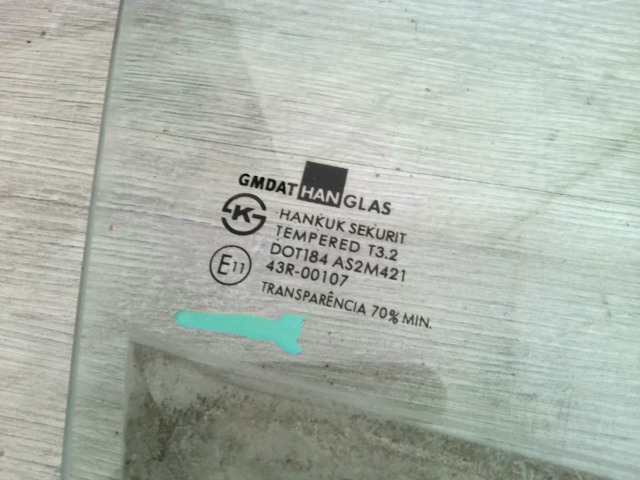 GMDAT HANGLAS
K HANKUK SEKURIT
TEMPERED T3.2
DOT184 AS2M421
E11 43R-00107
TRANSPARÊNCIA 70% MIN.